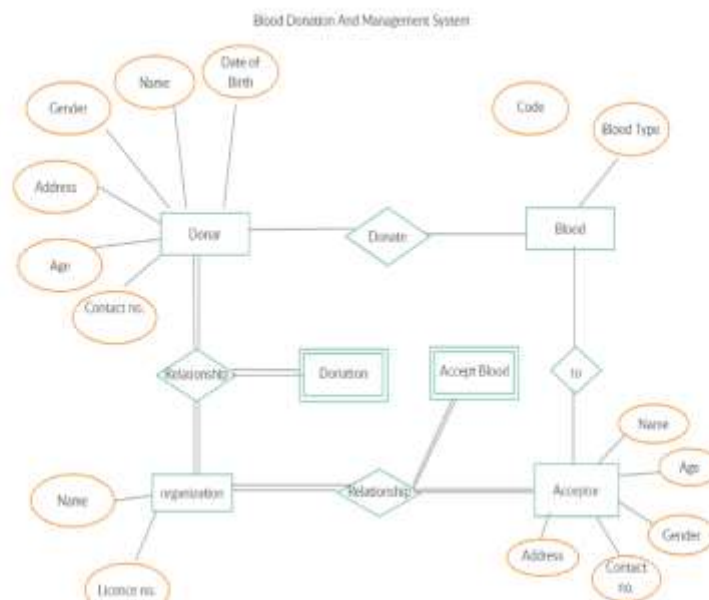 Blood Donation And Management System
Date of
Birth
Name
Gender
Code
Blood Type
Address
Donar
Donate
Blood
Age
Contact no.
Relationship
Donation
Accept Blood
to
Name
Age
Name
organization
Relationship
Acceptor
Gender
Address
Contact
no.
Licence no.